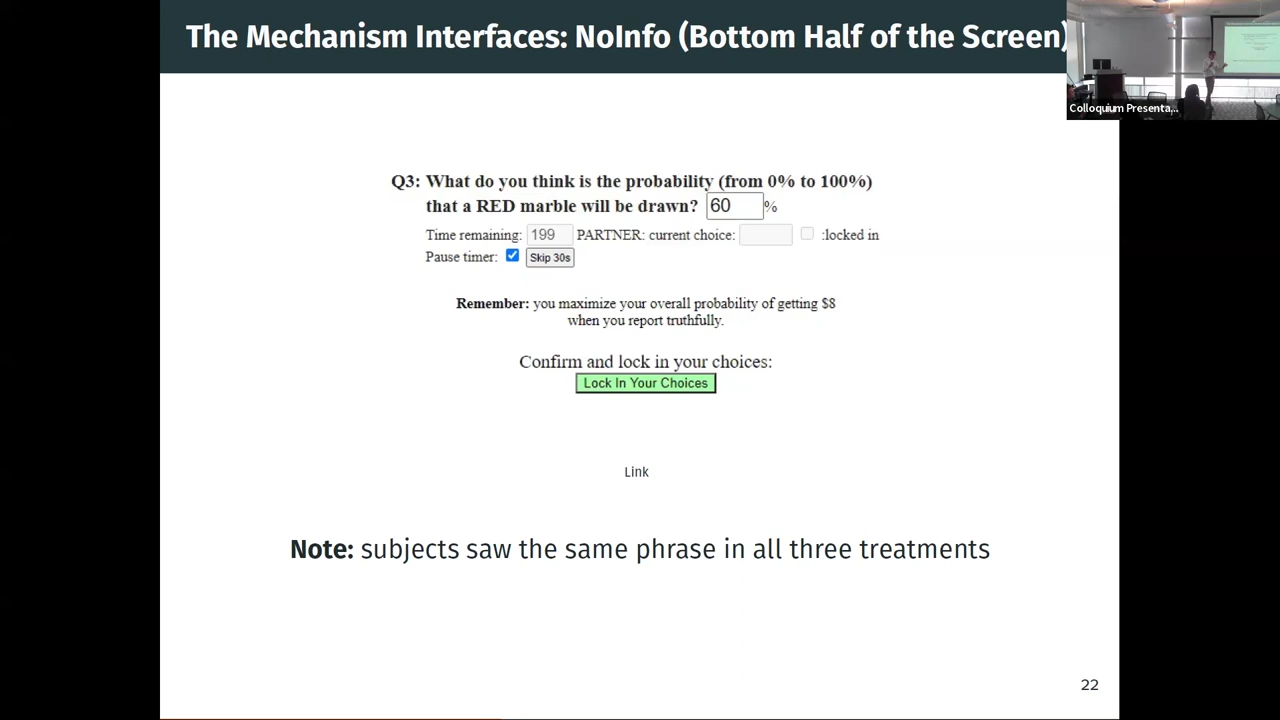 The Mechanism Interfaces: NoInfo (Bottom Half of the Screen)
Colloquium Presenta...
Q3: What do you think is the probability (from 0% to 100%)
that a RED marble will be drawn? 60 %
Time remaining: 199 PARTNER: current choice: :locked in
Pause timer: Skip 30s
Remember: you maximize your overall probability of getting $8
when you report truthfully.
Confirm and lock in your choices:
Lock In Your Choices
Link
Note: subjects saw the same phrase in all three treatments
22